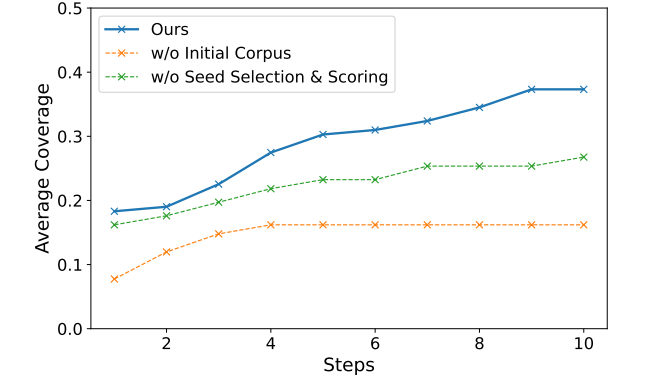 0.5
0.4
0.3
0.2
0.1
0.0
Average Coverage
Ours
w/o Initial Corpus
w/o Seed Selection & Scoring
2 4 6 8 10
Steps